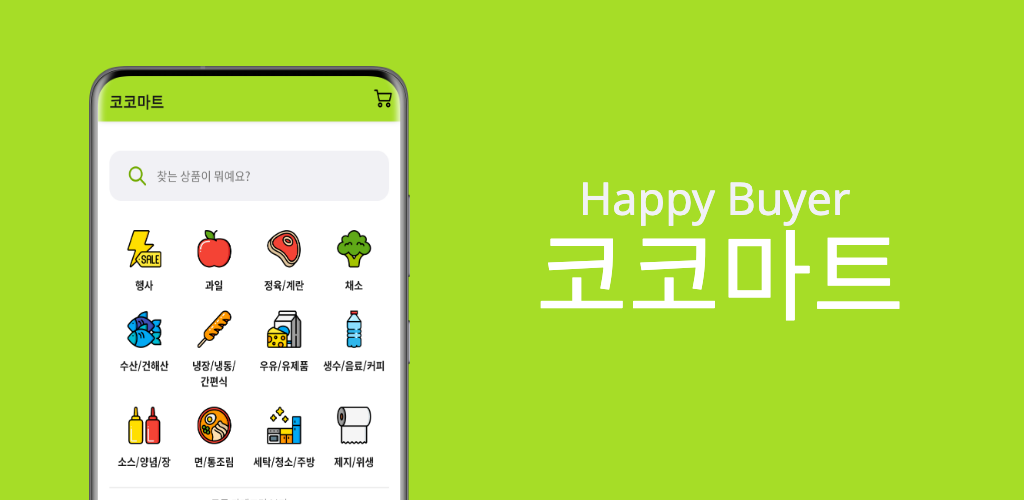 코코마트
찾는 상품이 뭐예요?
SALE
행사
과일
정육/계란
채소
수산/건해산
냉장/냉동/
간편식
우유/유제품
생수/음료/커피
소스/양념/장
면/통조림
세탁/청소/주방
제지/위생
Happy Buyer
코코마트